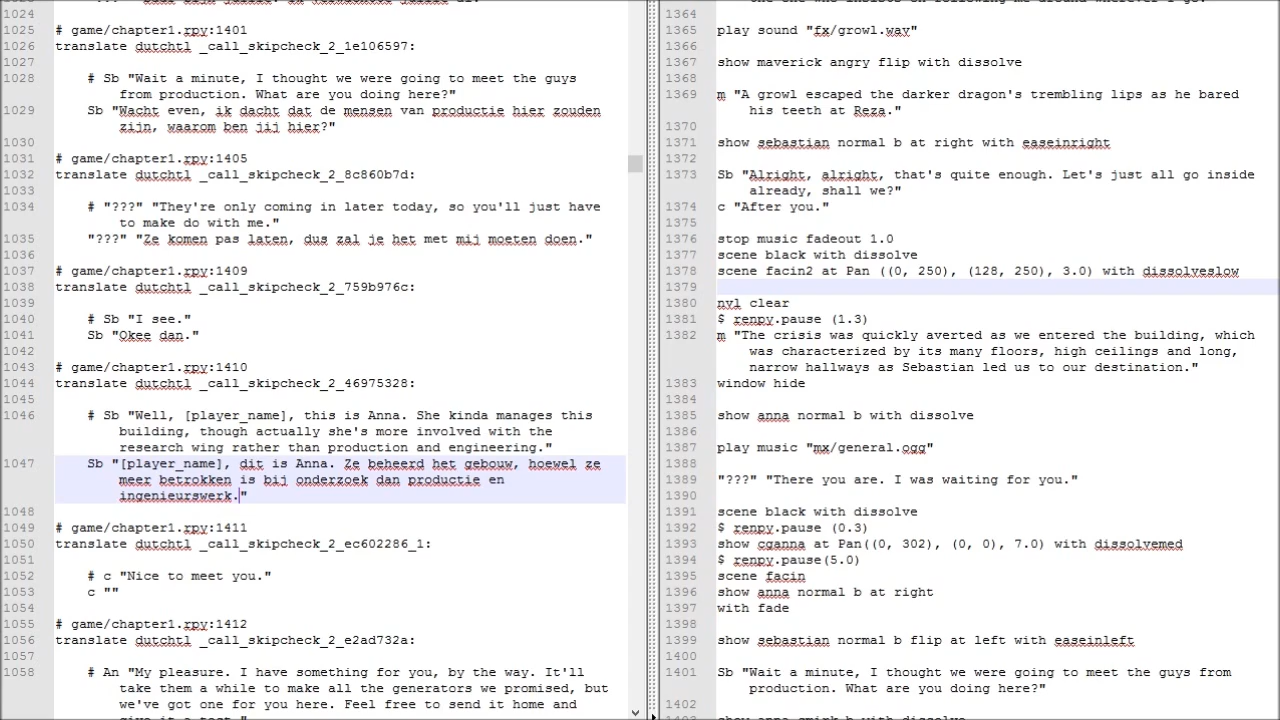 1024
1025 # game/chapter1.rpy:1401
1026 translate dutchtl _call_skipcheck_2_1e106597:
1027
1028 # Sb "Wait a minute, I thought we were going to meet the guys
from production. What are you doing here?"
1029 Sb "Wacht even, ik dacht dat de mensen van productie hier zouden
zijn, waarom ben jij hier?"
1030
1031 # game/chapter1.rpy:1405
1032 translate dutchtl _call_skipcheck_2_8c860b7d:
1033
1034 # "???" "They're only coming in later today, so you'll just have
to make do with me."
1035 "???" "Ze komen pas laten, dus zal je het met mij moeten doen."
1036
1037 # game/chapter1.rpy:1409
1038 translate dutchtl _call_skipcheck_2_759b976c:
1039
1040 # Sb "I see."
1041 Sb "Okee dan."
1042
1043 # game/chapter1.rpy:1410
1044 translate dutchtl _call_skipcheck_2_46975328:
1045
1046 # Sb "Well, [player_name], this is Anna. She kinda manages this
building, though actually she's more involved with the
research wing rather than production and engineering."
1047 Sb "[player_name], dit is Anna. Ze beheerd het gebouw, hoewel ze
meer betrokken is bij onderzoek dan productie en
ingenieurswerk."
1048
1049 # game/chapter1.rpy:1411
1050 translate dutchtl _call_skipcheck_2_ec602286_1:
1051
1052 # c "Nice to meet you."
1053 c ""
1054
1055 # game/chapter1.rpy:1412
1056 translate dutchtl _call_skipcheck_2_e2ad732a:
1057
1058 # An "My pleasure. I have something for you, by the way. It'll
take them a while to make all the generators we promised, but
we've got one for you here. Feel free to send it home and
give it a test."
1364
1365 play sound "fx/growl.wav"
1366
1367 show maverick angry flip with dissolve
1368
1369 m "A growl escaped the darker dragon's trembling lips as he bared
his teeth at Reza."
1370
1371 show sebastian normal b at right with easeinright
1372
1373 Sb "Alright, alright, that's quite enough. Let's just all go inside
already, shall we?"
1374 c "After you."
1375
1376 stop music fadeout 1.0
1377 scene black with dissolve
1378 scene facin2 at Pan ((0, 250), (128, 250), 3.0) with dissolveslow
1379
1380 nvl clear
1381 $ renpy.pause (1.3)
1382 m "The crisis was quickly averted as we entered the building, which
was characterized by its many floors, high ceilings and long,
narrow hallways as Sebastian led us to our destination."
1383 window hide
1384
1385 show anna normal b with dissolve
1386
1387 play music "mx/general.ogg"
1388
1389 "???" "There you are. I was waiting for you."
1390
1391 scene black with dissolve
1392 $ renpy.pause (0.3)
1393 show cganna at Pan((0, 302), (0, 0), 7.0) with dissolvemed
1394 $ renpy.pause(5.0)
1395 scene facin
1396 show anna normal b at right
1397 with fade
1398
1399 show sebastian normal b flip at left with easeinleft
1400
1401 Sb "Wait a minute, I thought we were going to meet the guys from
production. What are you doing here?"
1402
1403 show anna smirk b with dissolve